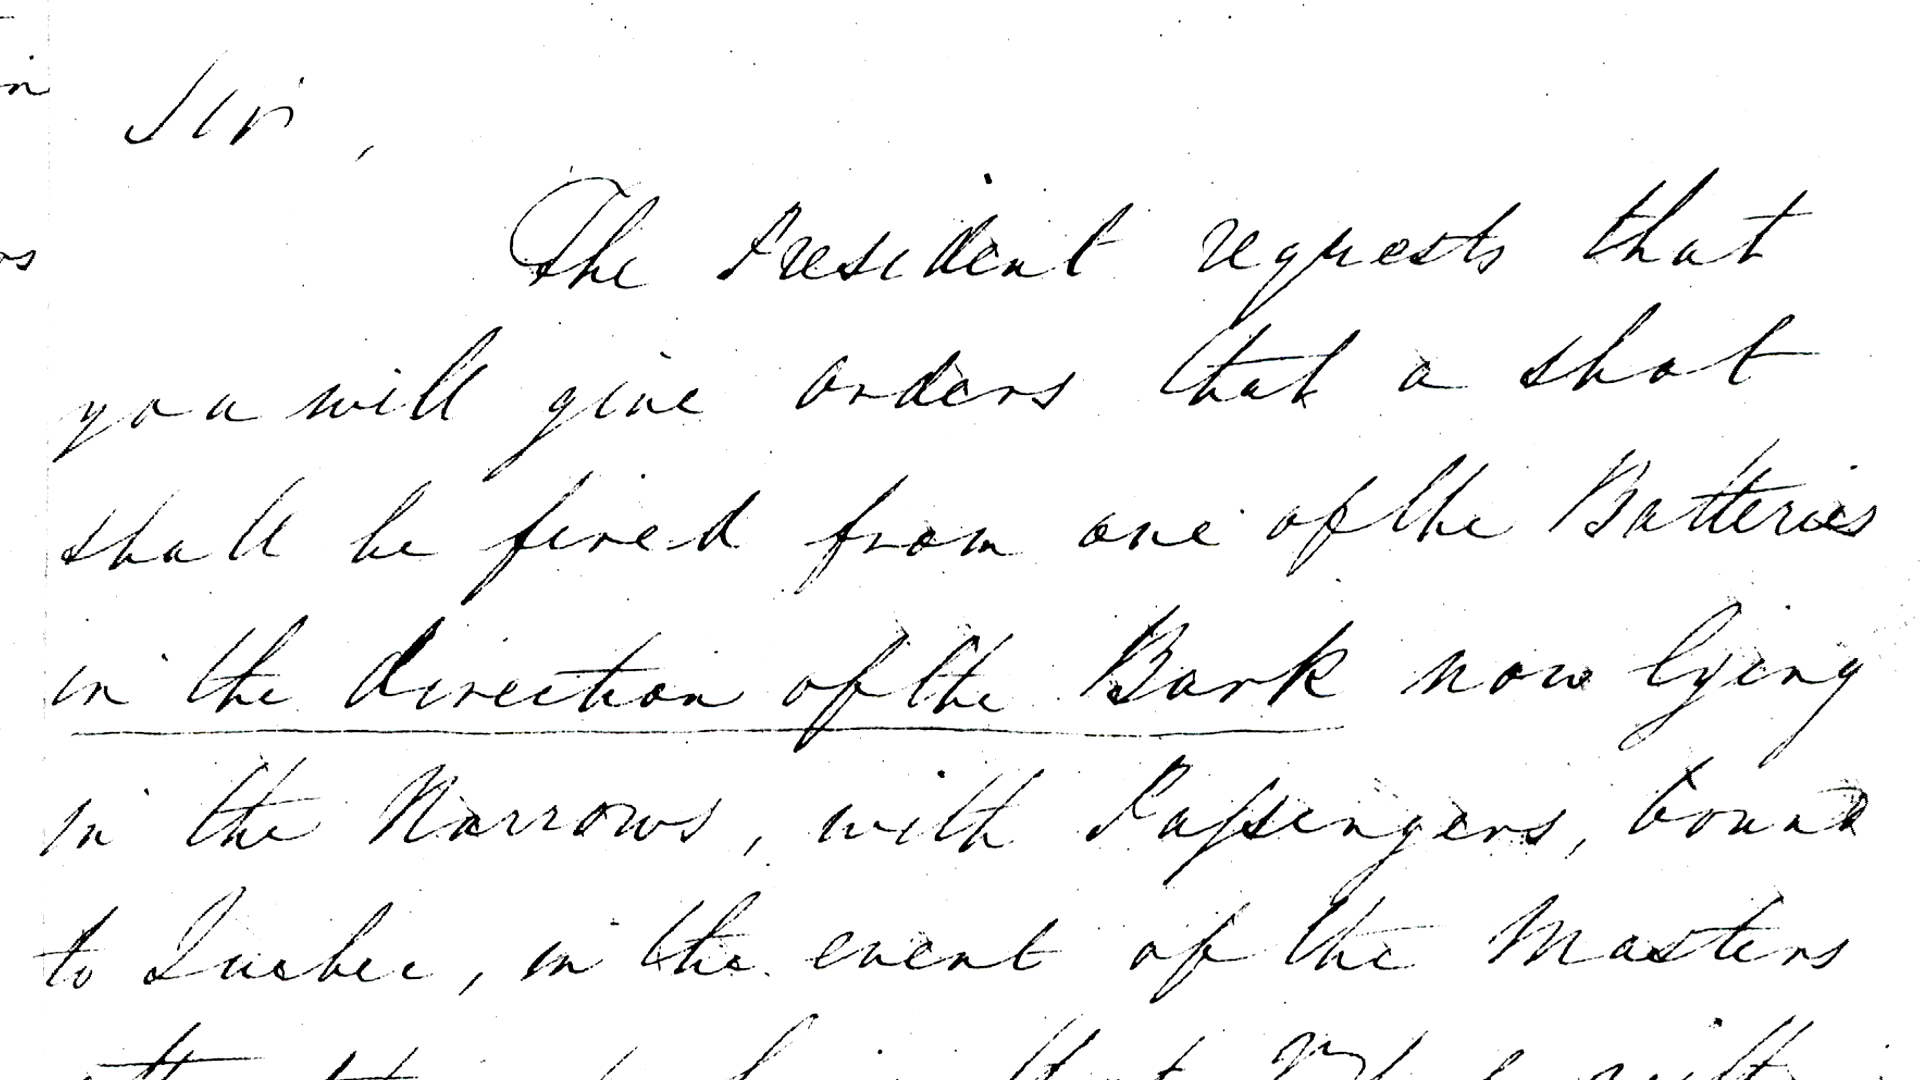 Sir,
The President requests that
you will give orders that a shot
shall be fired from one of the Batteries
in the direction of the Bark now lying
in the Narrows, with Passengers, bound
to Quebec, in the event of the Masters